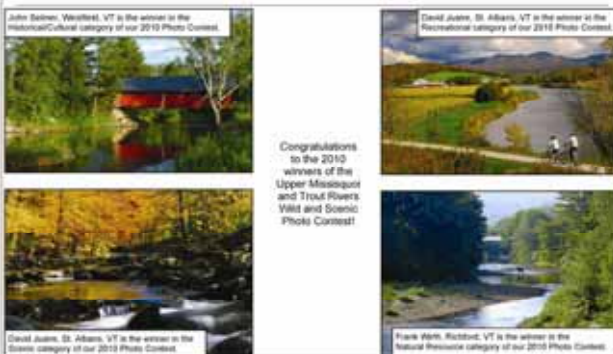 John Selmer, Westfield, VT is the winner in the
Historical/Cultural category of our 2010 Photo Contest.
David Juaire, St. Albans, VT is the winner in the
Recreational category of our 2010 Photo Contest.
Congratulations
to the 2010
winners of the
Upper Missisquoi
and Trout Rivers
Wild and Scenic
Photo Contest!
David Juaire, St. Albans, VT is the winner in the
Scenic category of our 2010 Photo Contest.
Frank Wirth, Richford, VT is the winner in the
Natural Resource category of our 2010 Photo Contest.